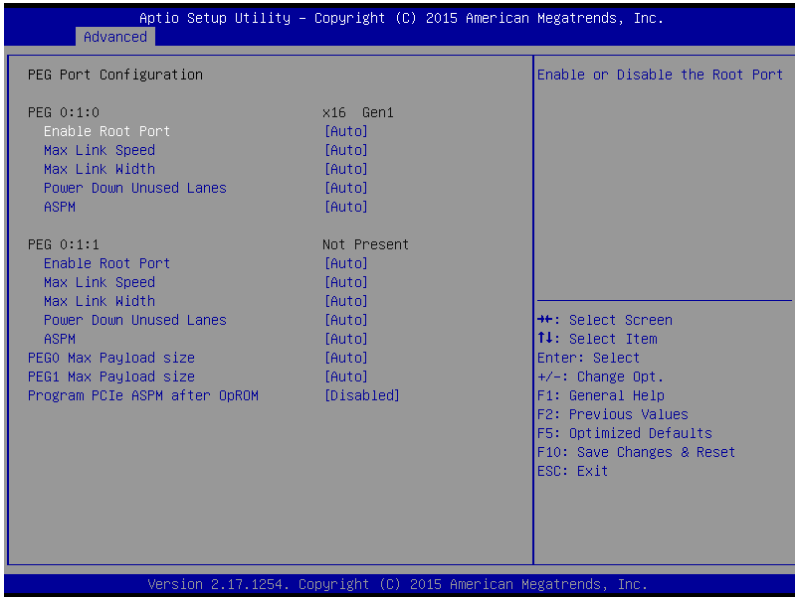 Aptio Setup Utility – Copyright (C) 2015 American Megatrends, Inc.
Advanced
PEG Port Configuration
PEG 0:1:0 x16 Gen1
Enable Root Port [Auto]
Max Link Speed [Auto]
Max Link Width [Auto]
Power Down Unused Lanes [Auto]
ASPM [Auto]
PEG 0:1:1 Not Present
Enable Root Port [Auto]
Max Link Speed [Auto]
Max Link Width [Auto]
Power Down Unused Lanes [Auto]
ASPM [Auto]
PEG0 Max Payload size [Auto]
PEG1 Max Payload size [Auto]
Program PCIe ASPM after OpROM [Disabled]
Enable or Disable the Root Port
→←: Select Screen
↑↓: Select Item
Enter: Select
+/-: Change Opt.
F1: General Help
F2: Previous Values
F5: Optimized Defaults
F10: Save Changes & Reset
ESC: Exit
Version 2.17.1254. Copyright (C) 2015 American Megatrends, Inc.